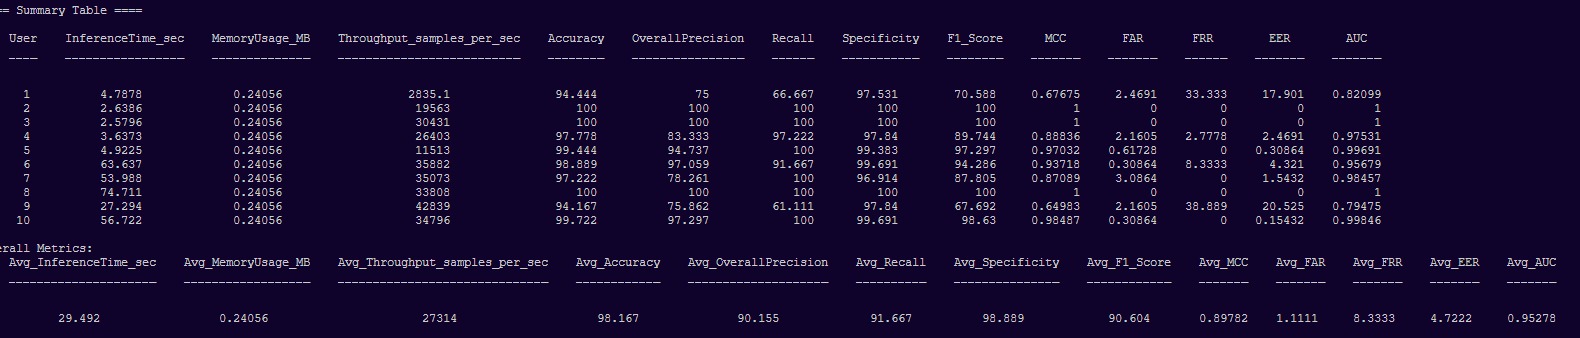 == Summary Table ====
User InferenceTime_sec MemoryUsage_MB Throughput_samples_per_sec Accuracy OverallPrecision Recall Specificity F1_Score MCC FAR FRR EER AUC
1 4.7878 0.24056 2835.1 94.444 75 66.667 97.531 70.588 0.67675 2.4691 33.333 17.901 0.82099
2 2.6386 0.24056 19563 100 100 100 100 100 1 0 0 0 1
3 2.5796 0.24056 30431 100 100 100 100 100 1 0 0 0 1
4 3.6373 0.24056 26403 97.778 83.333 97.222 97.84 89.744 0.88836 2.1605 2.7778 2.4691 0.97531
5 4.9225 0.24056 11513 99.444 94.737 100 99.383 97.297 0.97032 0.61728 0 0.30864 0.99691
6 63.637 0.24056 35882 98.889 97.059 91.667 99.691 94.286 0.93718 0.30864 8.3333 4.321 0.95679
7 53.988 0.24056 35073 97.222 78.261 100 96.914 87.805 0.87089 3.0864 0 1.5432 0.98457
8 74.711 0.24056 33808 100 100 100 100 100 1 0 0 0 1
9 27.294 0.24056 42839 94.167 75.862 61.111 97.84 67.692 0.64983 2.1605 38.889 20.525 0.79475
10 56.722 0.24056 34796 99.722 97.297 100 99.691 98.63 0.98487 0.30864 0 0.15432 0.99846
erall Metrics:
Avg_InferenceTime_sec Avg_MemoryUsage_MB Avg_Throughput_samples_per_sec Avg_Accuracy Avg_OverallPrecision Avg_Recall Avg_Specificity Avg_F1_Score Avg_MCC Avg_FAR Avg_FRR Avg_EER Avg_AUC
29.492 0.24056 27314 98.167 90.155 91.667 98.889 90.604 0.89782 1.1111 8.3333 4.7222 0.95278